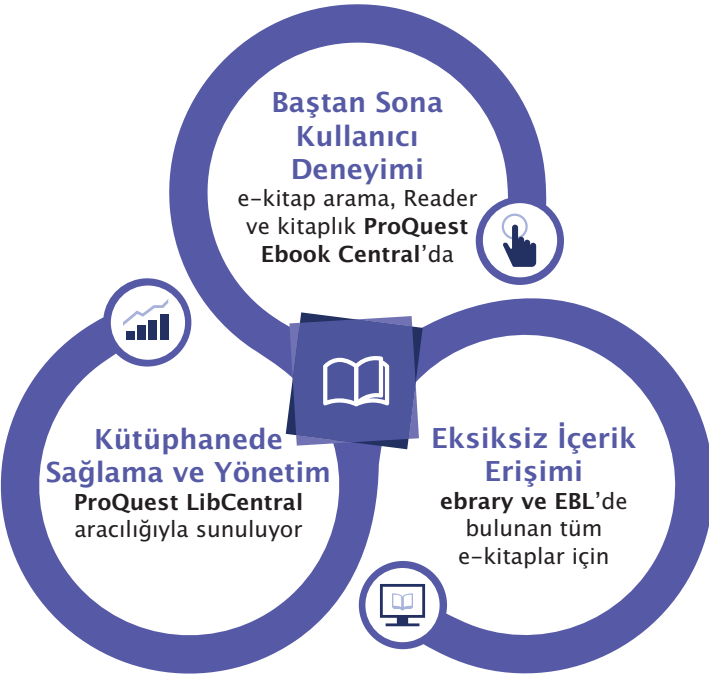 Baştan Sona
Kullanıcı
Deneyimi
e-kitap arama, Reader
ve kitaplık ProQuest
Ebook Central’da
Kütüphanede
Sağlama ve Yönetim
ProQuest LibCentral
aracılığıyla sunuluyor
Eksiksiz İçerik
Erişimi
ebrary ve EBL’de
bulunan tüm
e-kitaplar için